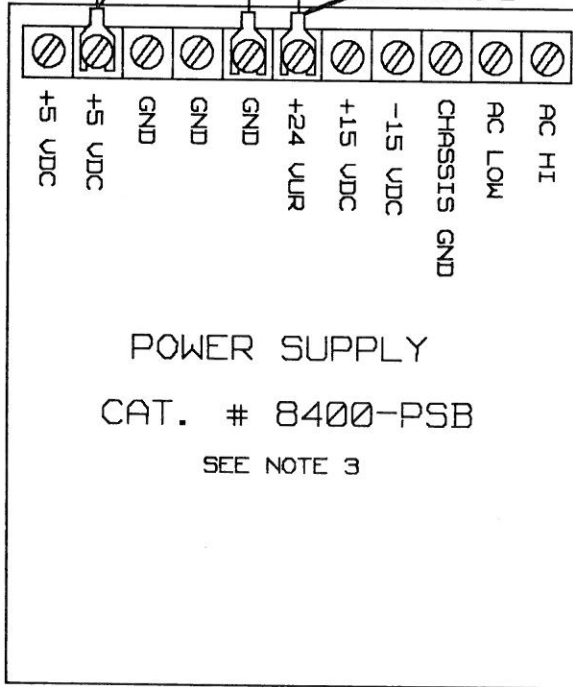 +5 VDC
+5 VDC
GND
GND
GND
+24 VUR
+15 VDC
-15 VDC
CHASSIS GND
AC LOW
AC HI
POWER SUPPLY
CAT. # 8400-PSB
SEE NOTE 3